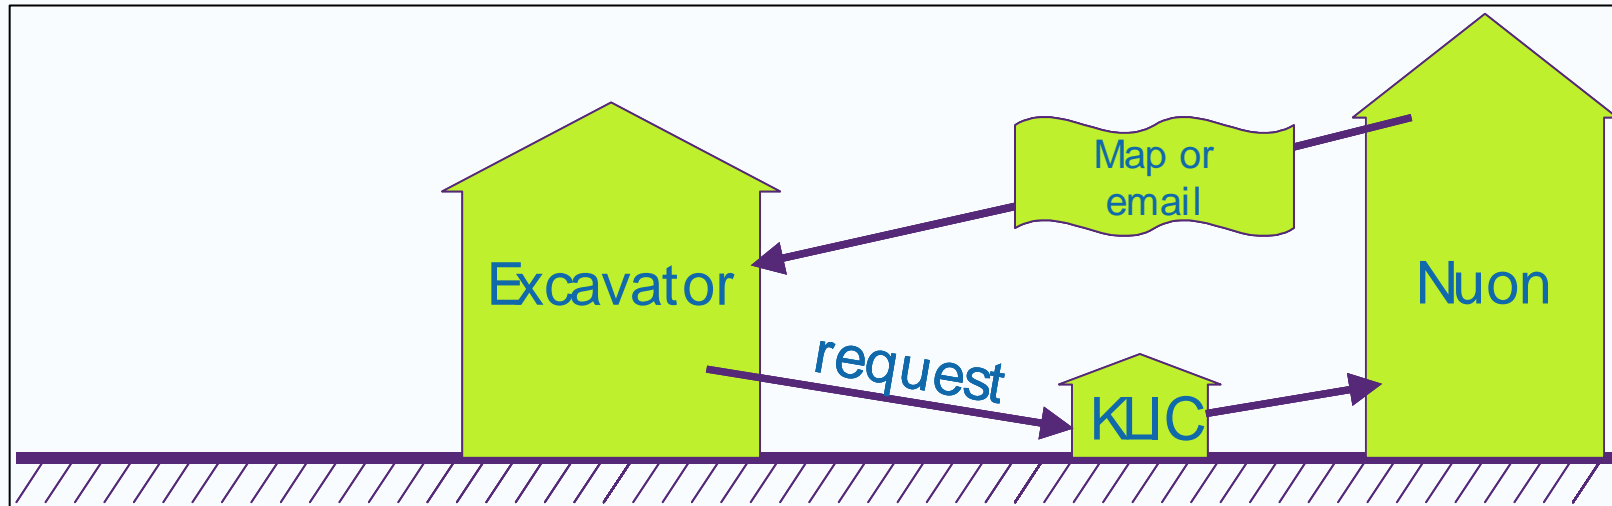 Map or
email
Excavator
Nuon
request
KLIC